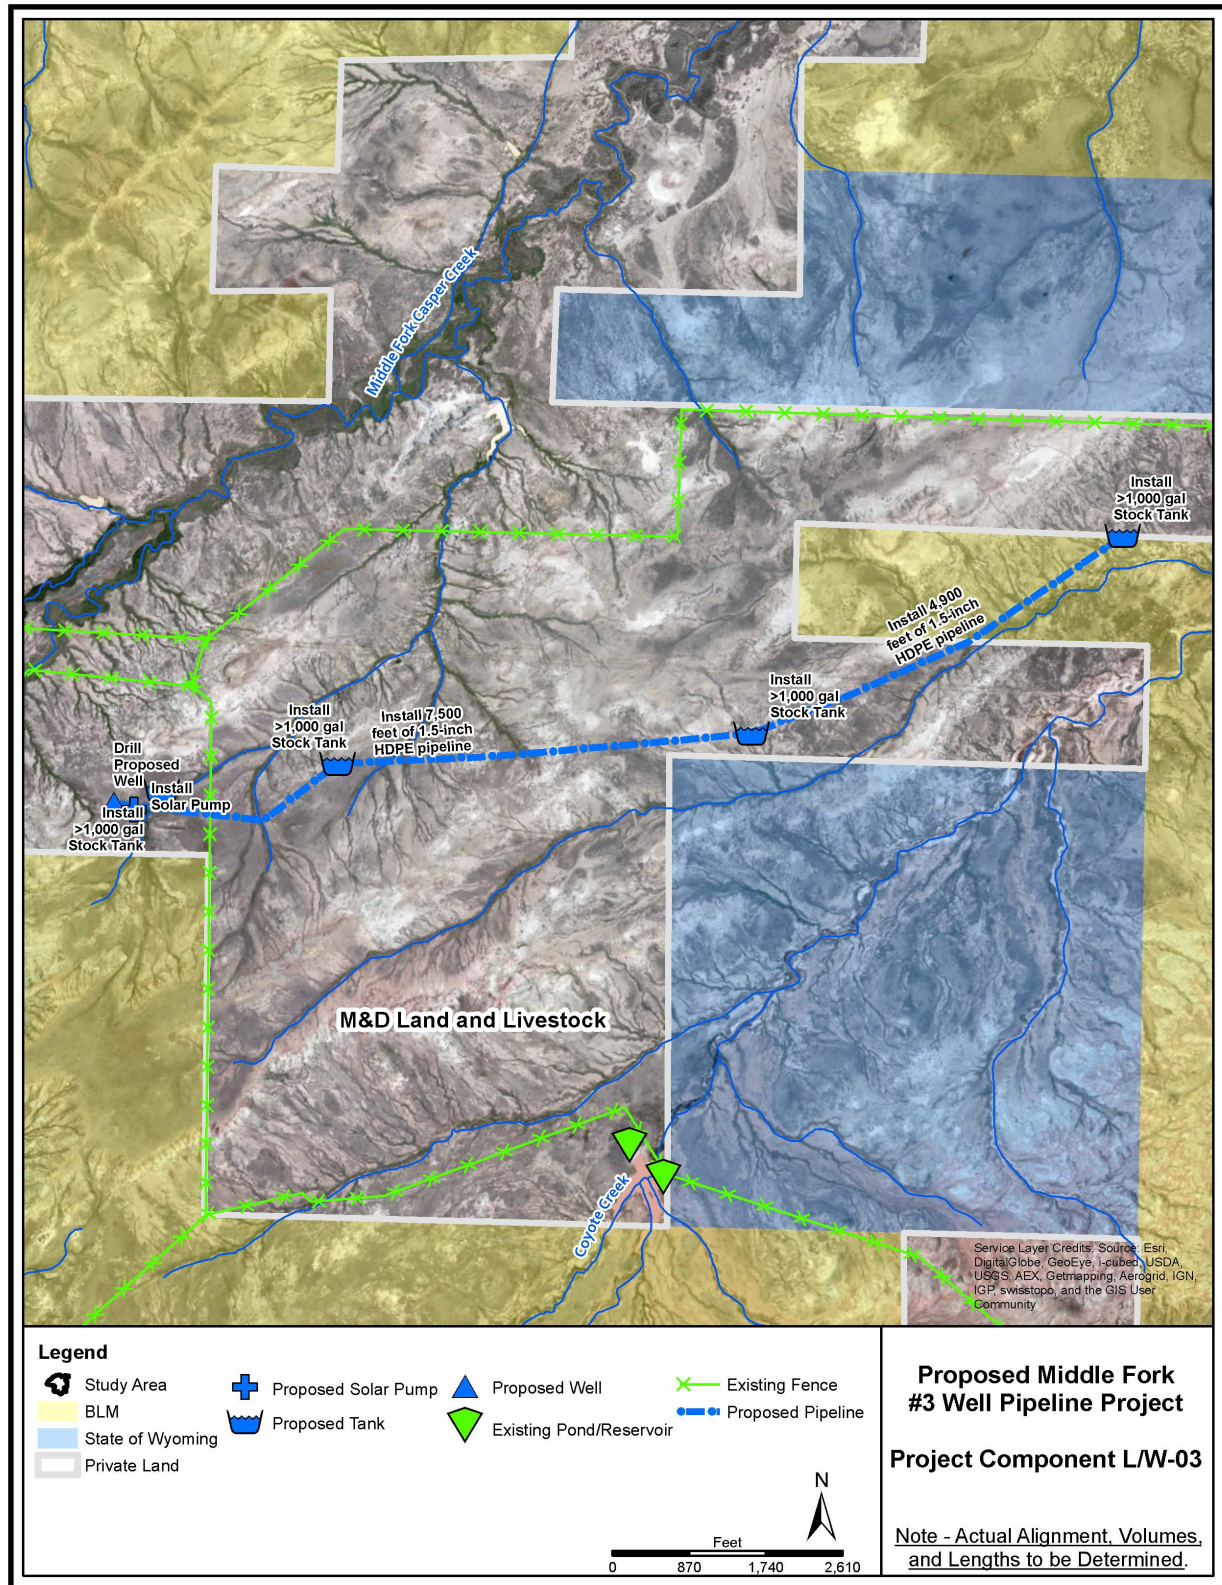 Middle Fork Casper Creek
Install
>1,000 gal
Stock Tank
Install 4,900
feet of 1.5-inch
HDPE pipeline
Install
>1,000 gal
Stock Tank
Install
>1,000 gal
Stock Tank
Install 7,500
feet of 1.5-inch
HDPE pipeline
Drill
Proposed
Well
Install
Solar Pump
Install
>1,000 gal
Stock Tank
M&D Land and Livestock
Coyote Creek
Service Layer Credits: Source: Esri,
DigitalGlobe, GeoEye, i-cubed, USDA,
USGS, AEX, Getmapping, Aerogrid, IGN,
IGP, swisstopo, and the GIS User
Community
Legend
Study Area
BLM
State of Wyoming
Private Land
Proposed Solar Pump
Proposed Tank
Proposed Well
Existing Pond/Reservoir
Existing Fence
Proposed Pipeline
N
Feet
0 870 1,740 2,610
Proposed Middle Fork
#3 Well Pipeline Project
Project Component L/W-03
Note - Actual Alignment, Volumes,
and Lengths to be Determined.